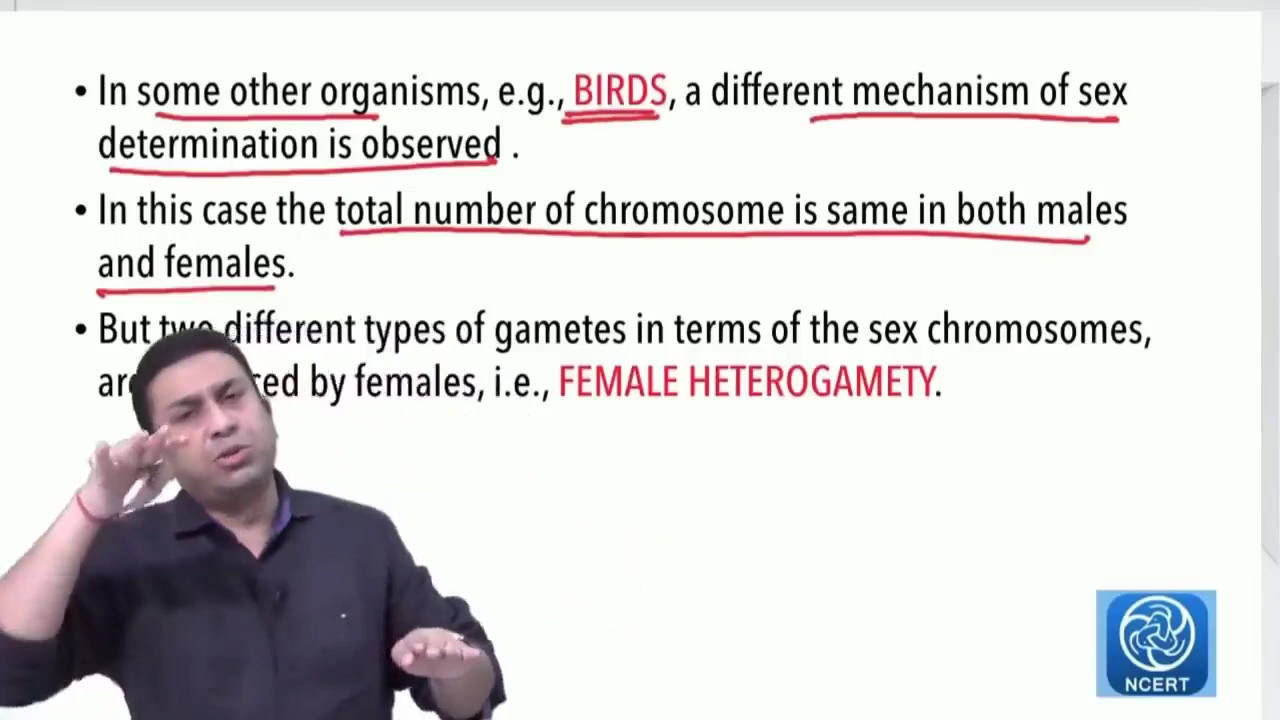 • In some other organisms, e.g., BIRDS, a different mechanism of sex
determination is observed .
• In this case the total number of chromosome is same in both males
and females.
• But two different types of gametes in terms of the sex chromosomes,
by females, i.e., FEMALE HETEROGAMETY.
NCERT